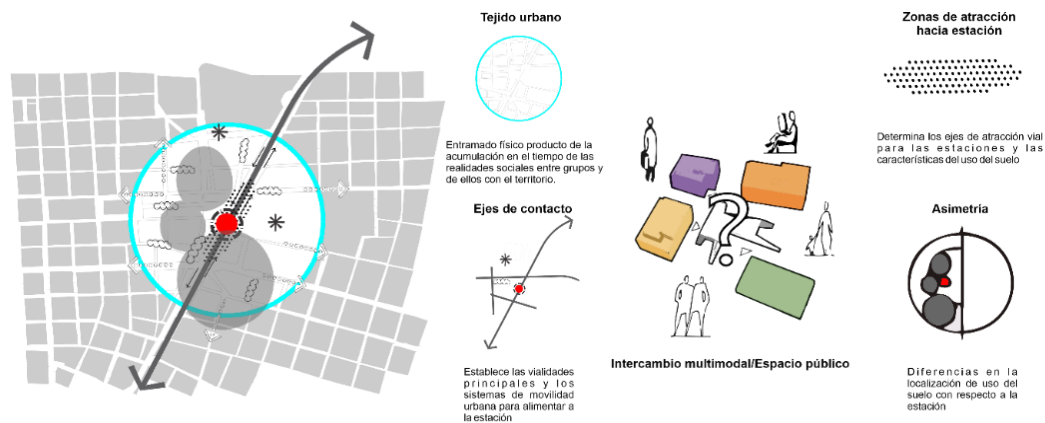 Tejido urbano
Entramado físico producto de la
acumulación en el tiempo de las
realidades sociales entre grupos y
de ellos con el territorio.
Ejes de contacto
Establece las vialidades
principales y los
sistemas de movilidad
urbana para alimentar a
la estación
?
Intercambio multimodal/Espacio público
Zonas de atracción
hacia estación
Determina los ejes de atracción vial
para las estaciones y las
características del uso del suelo
Asimetría
Diferencias en la
localización de uso del
suelo con respecto a la
estación